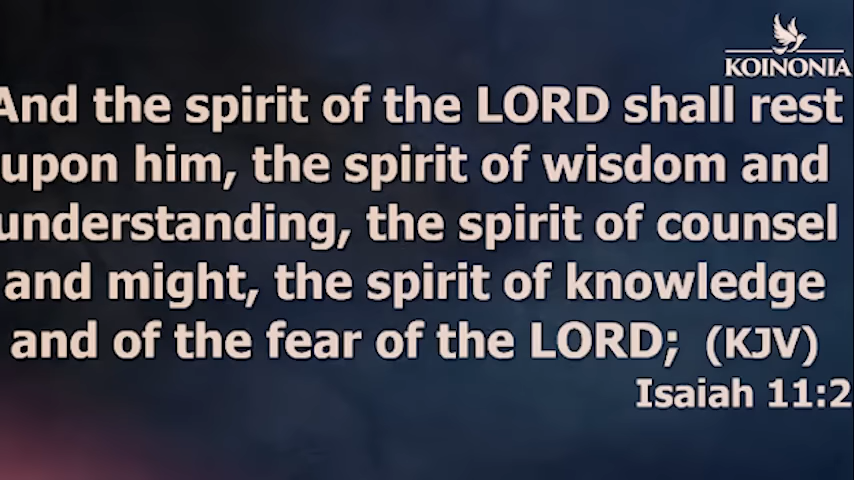 KOINONIA
And the spirit of the LORD shall rest
upon him, the spirit of wisdom and
understanding, the spirit of counsel
and might, the spirit of knowledge
and of the fear of the LORD; (KJV)
Isaiah 11:2